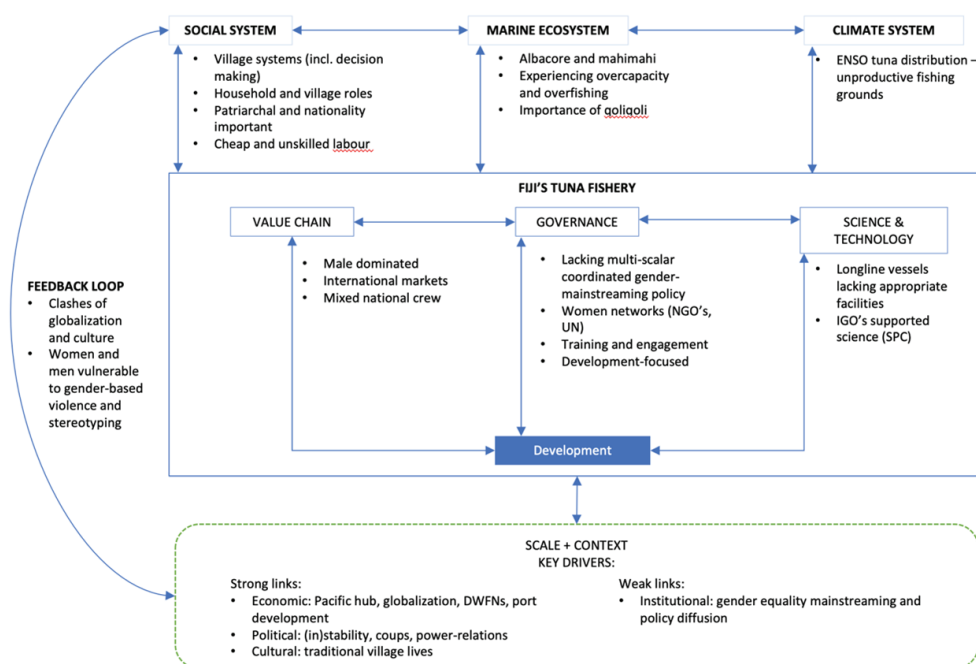 SOCIAL SYSTEM
• Village systems (incl. decision
making)
• Household and village roles
• Patriarchal and nationality
important
• Cheap and unskilled labour
MARINE ECOSYSTEM
• Albacore and mahimahi
• Experiencing overcapacity
and overfishing
• Importance of qoliqoli
CLIMATE SYSTEM
• ENSO tuna distribution –
unproductive fishing
grounds
FIJI'S TUNA FISHERY
VALUE CHAIN
• Male dominated
• International markets
• Mixed national crew
GOVERNANCE
• Lacking multi-scalar
coordinated gender-
mainstreaming policy
• Women networks (NGO's,
UN)
• Training and engagement
• Development-focused
SCIENCE &
TECHNOLOGY
• Longline vessels
lacking appropriate
facilities
• IGO's supported
science (SPC)
Development
FEEDBACK LOOP
• Clashes of
globalization
and culture
• Women and
men vulnerable
to gender-based
violence and
stereotyping
SCALE + CONTEXT
KEY DRIVERS:
Strong links:
• Economic: Pacific hub, globalization, DWFNs, port
development
• Political: (in)stability, coups, power-relations
• Cultural: traditional village lives
Weak links:
• Institutional: gender equality mainstreaming and
policy diffusion